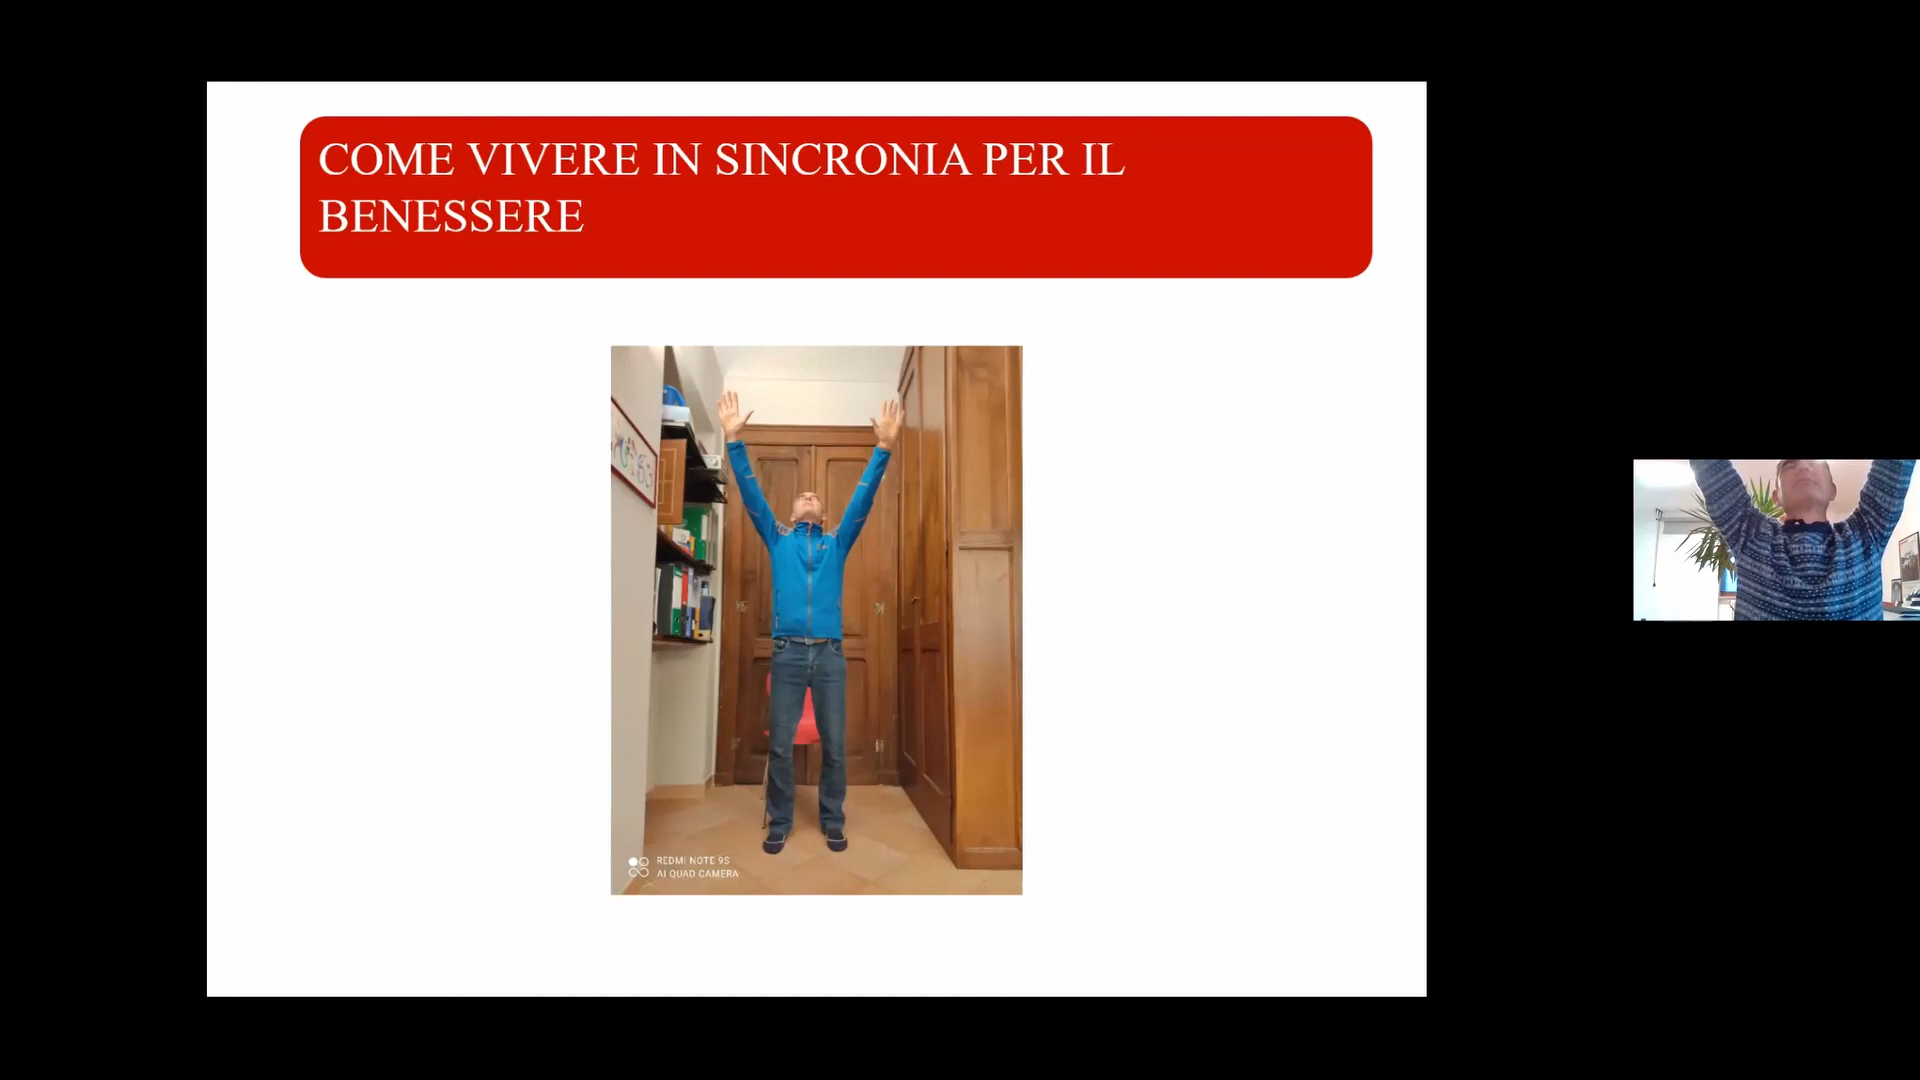 COME VIVERE IN SINCRONIA PER IL
BENESSERE
REDMI NOTE 9S
AI QUAD CAMERA